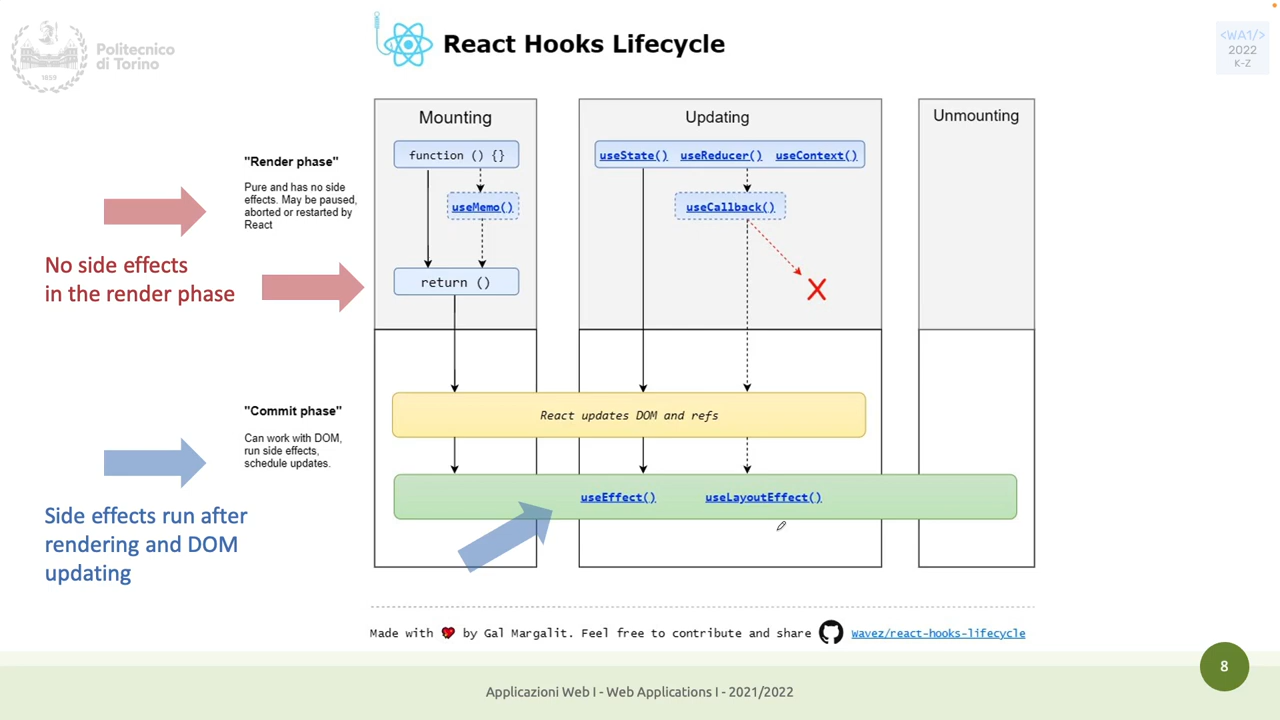 Politecnico
di Torino
1859
React Hooks Lifecycle
<WA1/>
2022
K-Z
Mounting
Updating
Unmounting
"Render phase"
Pure and has no side
effects. May be paused,
aborted or restarted by
React
function () {}
useMemo()
return ()
useState() useReducer() useContext()
useCallback()
No side effects
in the render phase
"Commit phase"
Can work with DOM,
run side effects,
schedule updates.
React updates DOM and refs
useEffect() useLayoutEffect()
Side effects run after
rendering and DOM
updating
Made with by Gal Margalit. Feel free to contribute and share Wavez/react-hooks-lifecycle
8
Applicazioni Web I - Web Applications I - 2021/2022